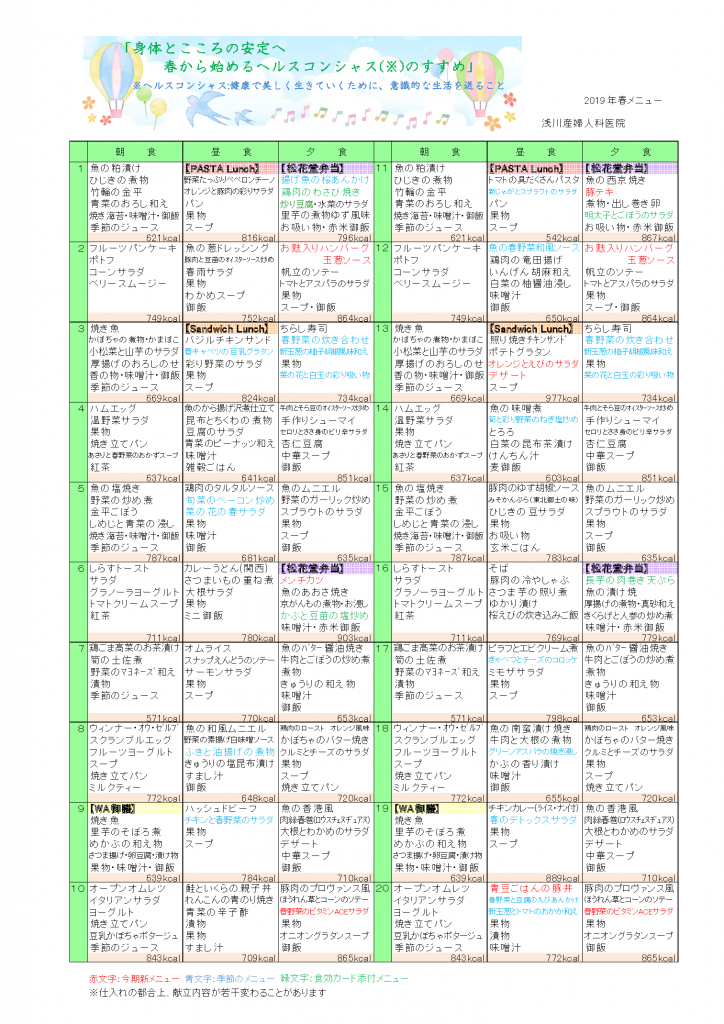 「身体とこころの安定へ
春から始めるヘルスコンシャス(※)のすすめ」
※ヘルスコンシャス:健康で美しく生きていくために、意識的な生活を送ること
2019年春メニュー
浅川産婦人科医院
朝　食　昼　食　夕　食　朝　食　昼　食　夕　食
1
魚の粕漬け
ひじきの煮物
竹輪の金平
青菜のおろし和え
焼き海苔・味噌汁・御飯
621kcal
【PASTA Lunch】
野菜たっぷりペペロンチーノ
オレンジと豚肉の彩りサラダ
パン
果物
スープ
816kcal
【松花堂弁当】
揚げ魚の桜あんかけ
鶏肉のわさび焼き
炒り豆腐・水菜のサラダ
里芋の煮物ゆず風味
お吸い物・赤米御飯
796kcal
11
魚の粕漬け
ひじきの煮物
竹輪の金平
青菜のおろし和え
焼き海苔・味噌汁・御飯
621kcal
【PASTA Lunch】
トマトの具だくさんパスタ
新じゃがとスプラウトのサラダ
パン
果物
スープ
542kcal
【松花堂弁当】
魚の西京焼き
豚テキ
煮物・出し巻き卵
明太子とごぼうのサラダ
お吸い物・赤米御飯
867kcal
2
フルーツパンケーキ
ポトフ
コーンサラダ
ベリースムージー
749kcal
魚の葱ドレッシング
豚肉と豆苗のオイスターソース炒め
春雨サラダ
果物
わかめスープ
御飯
752kcal
お麩入りハンバーグ
玉葱ソース
帆立のソテー
トマトとアスパラのサラダ
果物
スープ・御飯
864kcal
12
フルーツパンケーキ
ポトフ
コーンサラダ
ベリースムージー
749kcal
魚の春野菜和風ソース
鶏肉の竜田揚げ
いんげん胡麻和え
白菜の柚醤油浸し
味噌汁
御飯
650kcal
お麩入りハンバーグ
玉葱ソース
帆立のソテー
トマトとアスパラのサラダ
果物
スープ・御飯
864kcal
3
焼き魚
かぼちゃの煮物・かまぼこ
小松菜と山芋のサラダ
厚揚げのおろしのせ
香の物・味噌汁・御飯
季節のジュース
669kcal
【Sandwich Lunch】
バジルチキンサンド
春キャベツの豆乳グラタン
彩り野菜のサラダ
果物
スープ
824kcal
ちらし寿司
春野菜の炊き合わせ
新玉葱の柚子胡椒風味和え
果物
菜の花と白玉の彩り吸い物
734kcal
13
焼き魚
かぼちゃの煮物・かまぼこ
小松菜と山芋のサラダ
厚揚げのおろしのせ
香の物・味噌汁・御飯
季節のジュース
669kcal
【Sandwich Lunch】
照り焼きチキンサンド
ポテトグラタン
オレンジとえびのサラダ
デザート
スープ
977kcal
ちらし寿司
春野菜の炊き合わせ
新玉葱の柚子胡椒風味和え
果物
菜の花と白玉の彩り吸い物
734kcal
4
ハムエッグ
温野菜サラダ
果物
焼き立てパン
あさりと春野菜のおかずスープ
紅茶
637kcal
魚のから揚げ沢煮仕立て
昆布とちくわの煮物
豆腐のサラダ
青菜のピーナッツ和え
味噌汁
雑穀ごはん
641kcal
牛肉とそら豆のオイスターソース炒め
手作りシューマイ
セロリとささ身のピリ辛サラダ
杏仁豆腐
中華スープ
御飯
851kcal
14
ハムエッグ
温野菜サラダ
果物
焼き立てパン
あさりと春野菜のおかずスープ
紅茶
637kcal
魚の味噌煮
筍と彩り野菜のねぎ塩炒め
とろろ
白菜の昆布茶漬け
けんちん汁
麦御飯
603kcal
牛肉とそら豆のオイスターソース炒め
手作りシューマイ
セロリとささ身のピリ辛サラダ
杏仁豆腐
中華スープ
御飯
851kcal
5
魚の塩焼き
野菜の炒め煮
金平ごぼう
しめじと青菜の浸し
焼き海苔・味噌汁・御飯
季節のジュース
787kcal
鶏肉のタルタルソース
旬菜のベーコン炒め
菜の花の春サラダ
果物
味噌汁
御飯
681kcal
魚のムニエル
野菜のガーリック炒め
スプラウトのサラダ
果物
スープ
御飯
635kcal
15
魚の塩焼き
野菜の炒め煮
金平ごぼう
しめじと青菜の浸し
焼き海苔・味噌汁・御飯
季節のジュース
787kcal
豚肉のゆず胡椒ソース
みそかんぷら(東北郷土の味)
ひじきの豆サラダ
果物
お吸い物
玄米ごはん
783kcal
魚のムニエル
野菜のガーリック炒め
スプラウトのサラダ
果物
スープ
御飯
635kcal
6
しらすトースト
サラダ
グラノーラヨーグルト
トマトクリームスープ
紅茶
711kcal
カレーうどん(関西)
さつまいもの重ね煮
大根サラダ
果物
ミニ御飯
780kcal
【松花堂弁当】
メンチカツ
魚のあおさ焼き
京がんもの煮物・お浸し
かぶと豆苗の塩炒め
味噌汁・赤米御飯
903kcal
16
しらすトースト
サラダ
グラノーラヨーグルト
トマトクリームスープ
紅茶
711kcal
そば
豚肉の冷やしゃぶ
さつま芋の照り煮
ゆかり漬け
桜えびの炊き込みご飯
769kcal
【松花堂弁当】
長芋の肉巻き天ぷら
魚の漬け焼
厚揚げの煮物・真砂和え
きくらげと人参の炒め煮
味噌汁・赤米御飯
779kcal
7
鶏ごま高菜のお茶漬け
筍の土佐煮
野菜のマヨネーズ和え
漬物
季節のジュース
571kcal
オムライス
スナップえんどうのソテー
サーモンサラダ
果物
スープ
770kcal
魚のバター醤油焼き
牛肉とごぼうの炒め煮
煮物
きゅうりの和え物
味噌汁
御飯
653kcal
17
鶏ごま高菜のお茶漬け
筍の土佐煮
野菜のマヨネーズ和え
漬物
季節のジュース
571kcal
ピラフとエビクリーム煮
きゃべつとチーズのコロッケ
ミモザサラダ
果物
スープ
798kcal
魚のバター醤油焼き
牛肉とごぼうの炒め煮
煮物
きゅうりの和え物
味噌汁
御飯
653kcal
8
ウィンナー・オウ・ゼルブ
スクランブルエッグ
フルーツヨーグルト
スープ
焼き立てパン
ミルクティー
772kcal
魚の和風ムニエル
野菜の素揚げ白味噌ソース
ふきと油揚げの煮物
きゅうりの塩昆布漬け
すまし汁
御飯
648kcal
鶏肉のロースト オレンジ風味
かぼちゃのバター焼き
クルミとチーズのサラダ
果物
スープ
焼き立てパン
720kcal
18
ウィンナー・オウ・ゼルブ
スクランブルエッグ
フルーツヨーグルト
スープ
焼き立てパン
ミルクティー
772kcal
魚の南蛮漬け焼き
牛肉と大根の煮物
グリーンアスパラの焼き浸し
かぶの香り漬
味噌汁
御飯
655kcal
鶏肉のロースト オレンジ風味
かぼちゃのバター焼き
クルミとチーズのサラダ
果物
スープ
焼き立てパン
720kcal
9
【WA御膳】
焼き魚
里芋のそぼろ煮
めかぶの和え物
さつま揚げ・卵豆腐・漬け物
果物・味噌汁・御飯
639kcal
ハッシュドビーフ
チキンと春野菜のサラダ
果物
スープ
784kcal
魚の香港風
肉絲春巻(ロウスチェヌヂュアス)
大根とわかめのサラダ
デザート
中華スープ
御飯
710kcal
19
【WA御膳】
焼き魚
里芋のそぼろ煮
めかぶの和え物
さつま揚げ・卵豆腐・漬け物
果物・味噌汁・御飯
639kcal
チキンカレー(ライス・ナイ付)
春のデトックスサラダ
果物
スープ
889kcal
魚の香港風
肉絲春巻(ロウスチェヌヂュアス)
大根とわかめのサラダ
デザート
中華スープ
御飯
710kcal
10
オープンオムレツ
イタリアンサラダ
ヨーグルト
焼き立てパン
豆乳かぼちゃポタージュ
季節のジュース
843kcal
鮭といくらの親子丼
れんこんの青のり焼き
青菜の辛子酢
漬物
果物
すまし汁
709kcal
豚肉のプロヴァンス風
ほうれん草とコーンのソテー
春野菜のビタミンACEサラダ
果物
オニオングラタンスープ
御飯
865kcal
20
オープンオムレツ
イタリアンサラダ
ヨーグルト
焼き立てパン
豆乳かぼちゃポタージュ
季節のジュース
843kcal
青豆ごはんの豚丼
春野菜と豆腐のえびあんかけ
新玉葱とトマトのおかか和え
漬物
果物
味噌汁
772kcal
豚肉のプロヴァンス風
ほうれん草とコーンのソテー
春野菜のビタミンACEサラダ
果物
オニオングラタンスープ
御飯
865kcal
赤文字:今期新メニュー　青文字:季節のメニュー　緑文字:食効カード添付メニュー
※仕入れの都合上、献立内容が若干変わることがあります